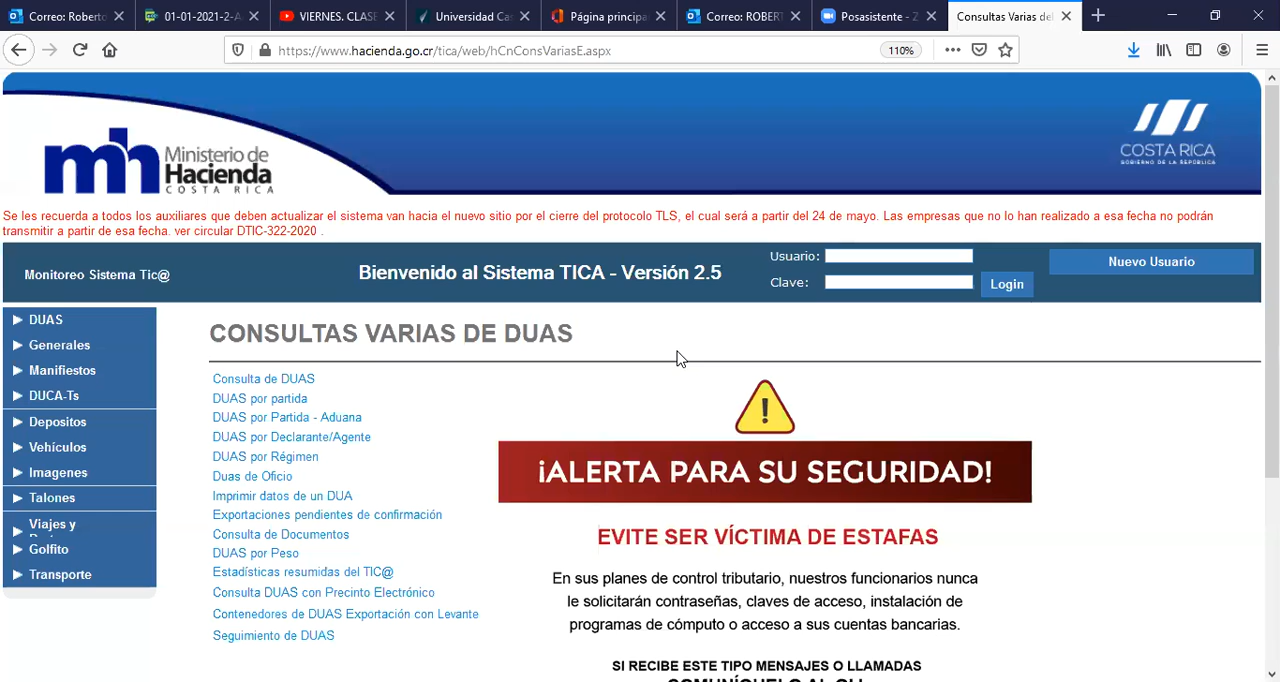 Correo: Roberto
01-01-2021-2-A
VIERNES. CLASE
Universidad Cas
Página principa
Correo: ROBERT
Posasistente - Z
Consultas Varias de
https://www.hacienda.go.cr/tica/web/hCnConsVariasE.aspx
110%
mh Ministerio de
Hacienda
COSTA RICA
COSTA RICA
GOBIERNO DE LA REPÚBLICA
Se les recuerda a todos los auxiliares que deben actualizar el sistema van hacia el nuevo sitio por el cierre del protocolo TLS, el cual será a partir del 24 de mayo. Las empresas que no lo han realizado a esa fecha no podrán
transmitir a partir de esa fecha. ver circular DTIC-322-2020 .
Monitoreo Sistema Tic@
Bienvenido al Sistema TICA - Versión 2.5
Usuario:
Clave:
Login
Nuevo Usuario
DUAS
Generales
Manifiestos
DUCA-Ts
Depositos
Vehículos
Imagenes
Talones
Viajes y
Golfito
Transporte
CONSULTAS VARIAS DE DUAS
Consulta de DUAS
DUAS por partida
DUAS por Partida - Aduana
DUAS por Declarante/Agente
DUAS por Régimen
Duas de Oficio
Imprimir datos de un DUA
Exportaciones pendientes de confirmación
Consulta de Documentos
DUAS por Peso
Estadísticas resumidas del TIC@
Consulta DUAS con Precinto Electrónico
Contenedores de DUAS Exportación con Levante
Seguimiento de DUAS
¡ALERTA PARA SU SEGURIDAD!
EVITE SER VÍCTIMA DE ESTAFAS
En sus planes de control tributario, nuestros funcionarios nunca
le solicitarán contraseñas, claves de acceso, instalación de
programas de cómputo o acceso a sus cuentas bancarias.
SI RECIBE ESTE TIPO MENSAJES O LLAMADAS